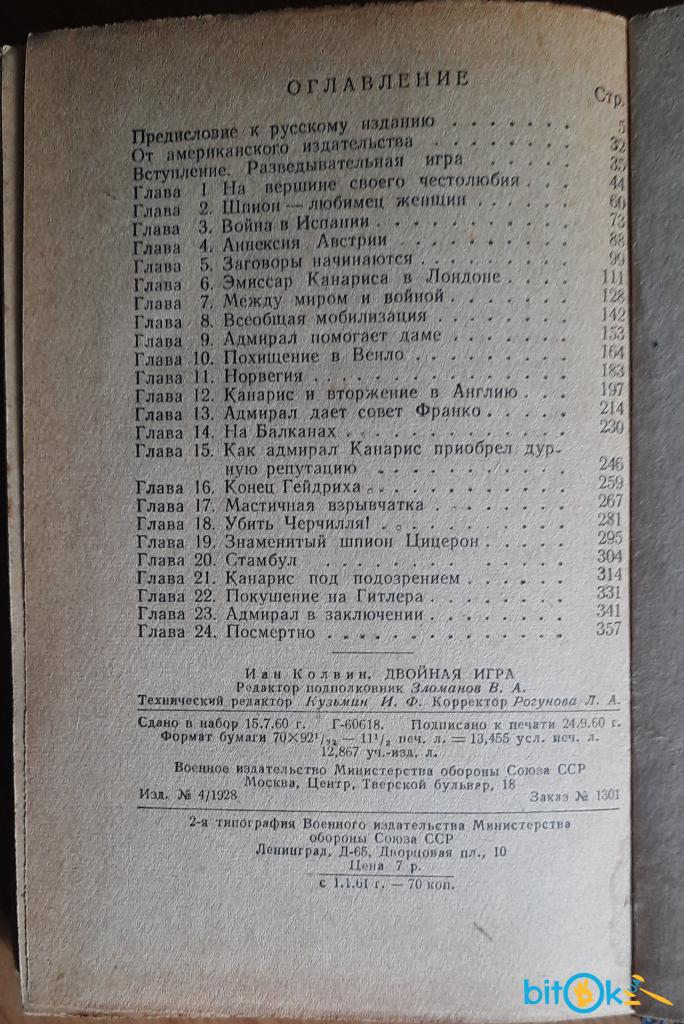 ОГЛАВЛЕНИЕ
Стр.
Предисловие к русскому изданию . . . . . . . 5
От американского издательства . . . . . . . 32
Вступление. Разведывательная игра . . . . . 35
Глава 1 На вершине своего честолюбия . . . 44
Глава 2. Шпион — любимец женщин . . . . . 60
Глава 3. Война в Испании . . . . . . . . . 73
Глава 4. Аннексия Австрии . . . . . . . . 88
Глава 5. Заговоры начинаются . . . . . . . 99
Глава 6. Эмиссар Канариса в Лондоне . . . . 111
Глава 7. Между миром и войной . . . . . . 128
Глава 8. Всеобщая мобилизация . . . . . . 142
Глава 9. Адмирал помогает даме . . . . . . 153
Глава 10. Похищение в Венло . . . . . . . . 164
Глава 11. Норвегия . . . . . . . . . . . . 183
Глава 12. Канарис и вторжение в Англию . . . 197
Глава 13. Адмирал дает совет Франко . . . . 214
Глава 14. На Балканах . . . . . . . . . . . 230
Глава 15. Как адмирал Канарис приобрел дур-
ную репутацию . . . . . . . . . . 246
Глава 16. Конец Гейдриха . . . . . . . . . . 259
Глава 17. Мастичная взрывчатка . . . . . . . 267
Глава 18. Убить Черчилля! . . . . . . . . . 281
Глава 19. Знаменитый шпион Цицерон . . . . 295
Глава 20. Стамбул . . . . . . . . . . . . 304
Глава 21. Канарис под подозрением . . . . . 314
Глава 22. Покушение на Гитлера . . . . . . . 331
Глава 23. Адмирал в заключении . . . . . . . 341
Глава 24. Посмертно . . . . . . . . . . . . 357
Иан Колвин. ДВОЙНАЯ ИГРА
Редактор подполковник Зломанов В. А.
Технический редактор Кузьмин И. Ф. Корректор Рогунова Л. А.
Сдано в набор 15.7.60 г. Г-60618. Подписано к печати 24.9.60 г.
Формат бумаги 70×92¹/₃₂ — 11¹/₂ печ. л. = 13,455 усл. печ. л.
12,867 уч.-изд. л.
Военное издательство Министерства обороны Союза ССР
Москва, Центр, Тверской бульвар, 18
Изд. № 4/1928 Заказ № 1301
2-я типография Военного издательства Министерства
обороны Союза ССР
Ленинград, Д-65, Дворцовая пл., 10
Цена 7 р.
с 1.1.61 г. — 70 коп.
bitOk